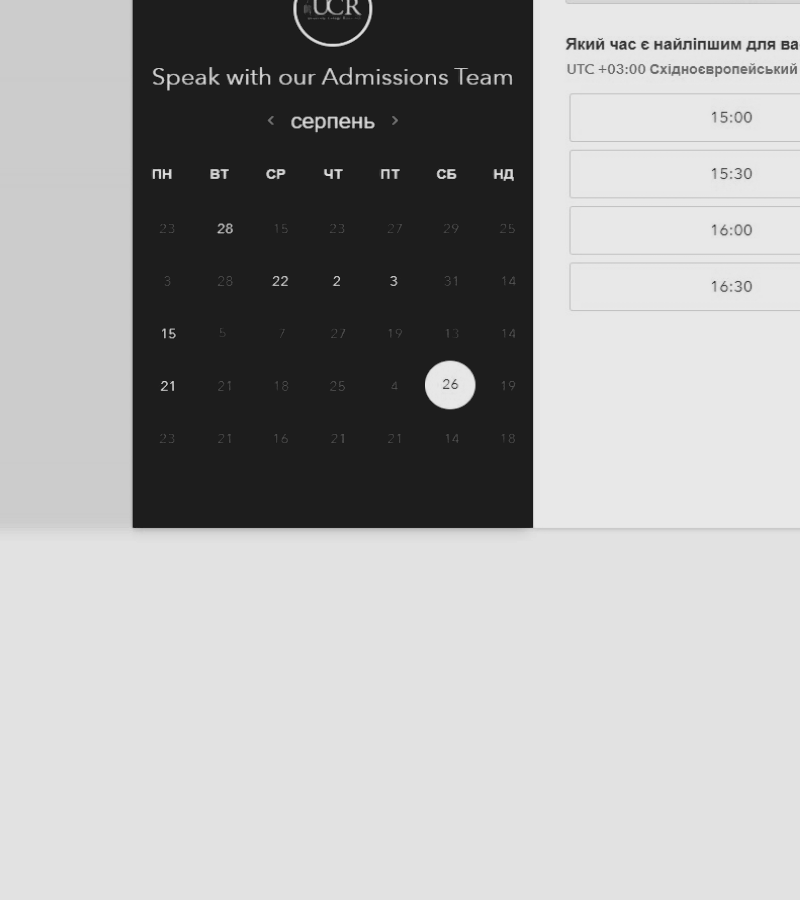 UCR
Speak with our Admissions Team
серпень
ПН ВТ СР ЧТ ПТ СБ НД
23 28 15 23 27 29 25
3 28 22 2 3 31 14
15 5 7 27 19 13 14
21 21 18 25 4 26 19
23 21 16 21 21 14 18
Який час є найліпшим для ва
UTC +03:00 Східноєвропейський
15:00
15:30
16:00
16:30